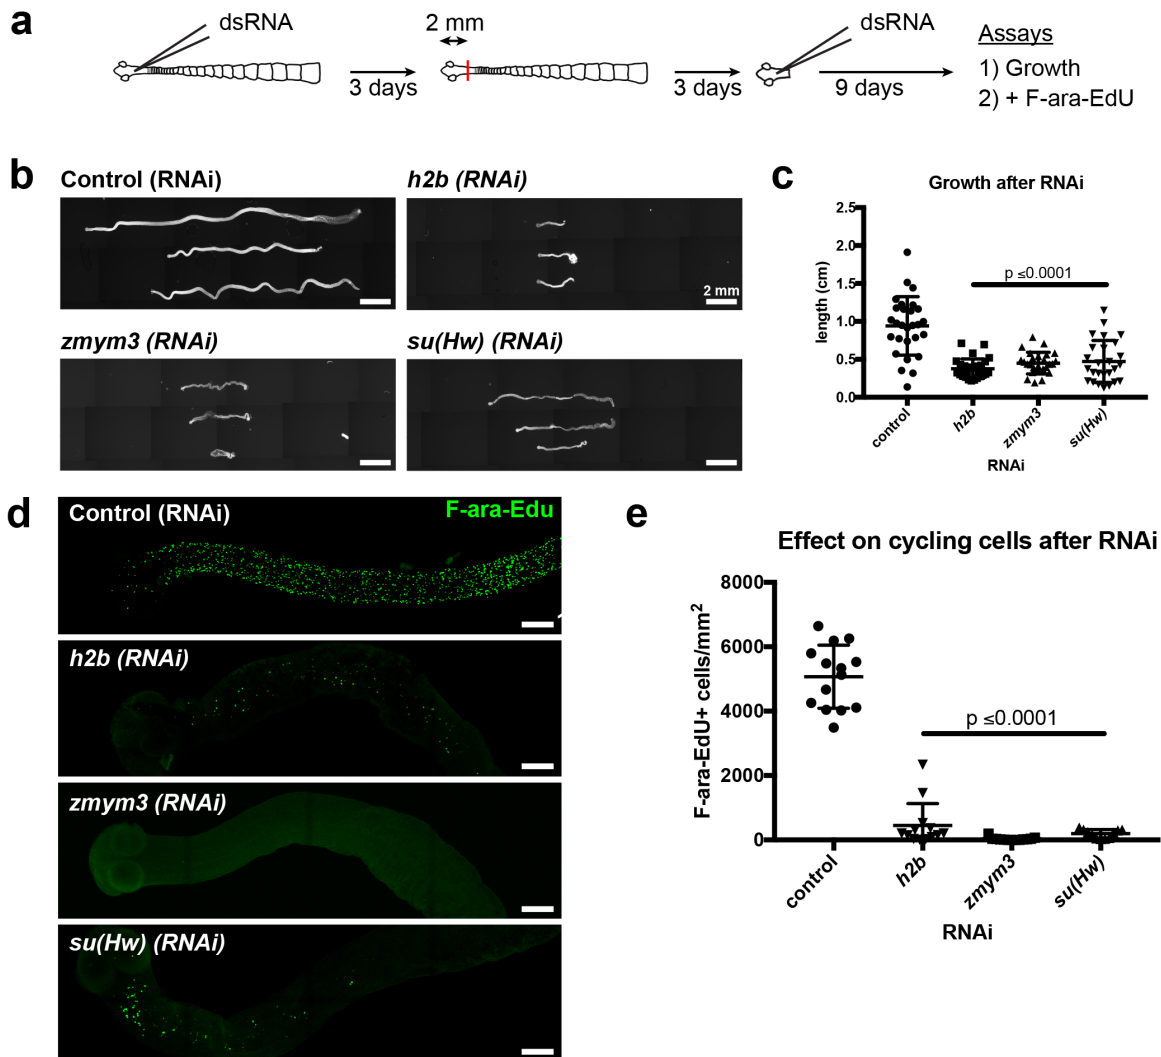 a
dsRNA
2 mm
dsRNA
Assays
1) Growth
2) + F-ara-EdU
3 days
3 days
9 days
b
Control (RNAi)
h2b (RNAi)
2 mm
zmym3 (RNAi)
su(Hw) (RNAi)
c
Growth after RNAi
2.5
2.0
1.5
1.0
0.5
0.0
length (cm)
p ≤0.0001
control
h2b
zmym3
su(Hw)
RNAi
d
Control (RNAi)
F-ara-Edu
h2b (RNAi)
zmym3 (RNAi)
su(Hw) (RNAi)
e
Effect on cycling cells after RNAi
8000
6000
4000
2000
0
F-ara-EdU+ cells/mm²
p ≤0.0001
control
h2b
zmym3
su(Hw)
RNAi